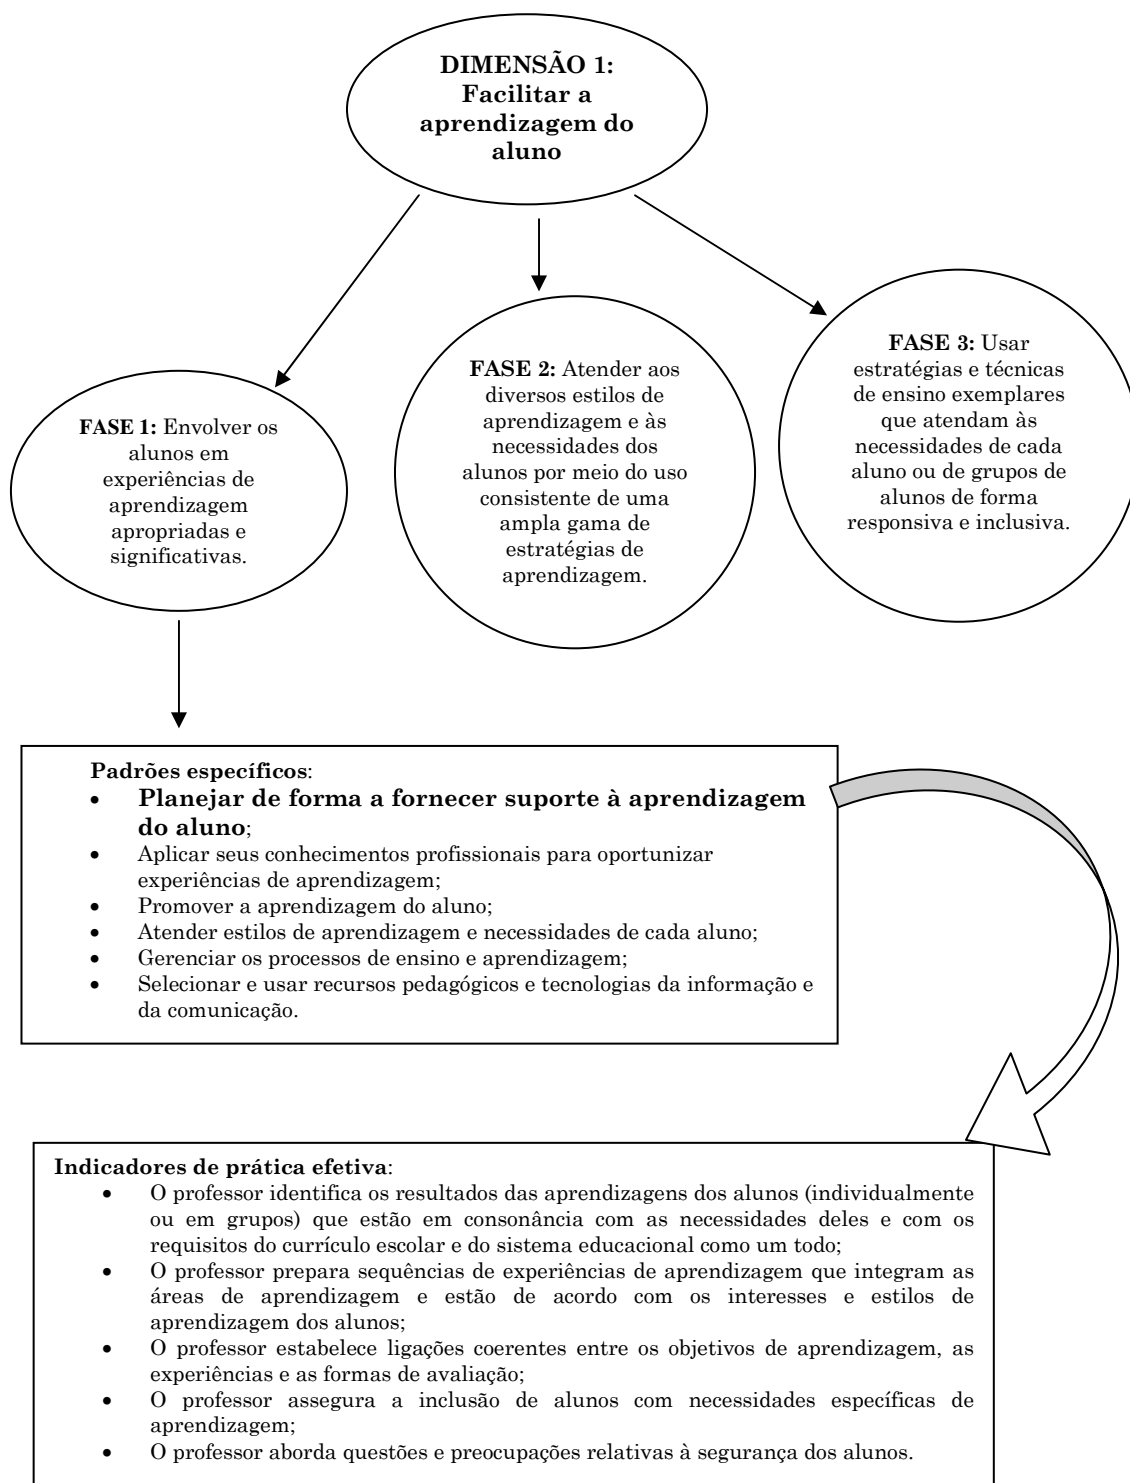 DIMENSÃO 1:
Facilitar a
aprendizagem do
aluno
FASE 1: Envolver os
alunos em
experiências de
aprendizagem
apropriadas e
significativas.
FASE 2: Atender aos
diversos estilos de
aprendizagem e às
necessidades dos
alunos por meio do uso
consistente de uma
ampla gama de
estratégias de
aprendizagem.
FASE 3: Usar
estratégias e técnicas
de ensino exemplares
que atendam às
necessidades de cada
aluno ou de grupos de
alunos de forma
responsiva e inclusiva.
Padrões específicos:
• Planejar de forma a fornecer suporte à aprendizagem
do aluno;
• Aplicar seus conhecimentos profissionais para oportunizar
experiências de aprendizagem;
• Promover a aprendizagem do aluno;
• Atender estilos de aprendizagem e necessidades de cada aluno;
• Gerenciar os processos de ensino e aprendizagem;
• Selecionar e usar recursos pedagógicos e tecnologias da informação e
da comunicação.
Indicadores de prática efetiva:
• O professor identifica os resultados das aprendizagens dos alunos (individualmente
ou em grupos) que estão em consonância com as necessidades deles e com os
requisitos do currículo escolar e do sistema educacional como um todo;
• O professor prepara sequências de experiências de aprendizagem que integram as
áreas de aprendizagem e estão de acordo com os interesses e estilos de
aprendizagem dos alunos;
• O professor estabelece ligações coerentes entre os objetivos de aprendizagem, as
experiências e as formas de avaliação;
• O professor assegura a inclusão de alunos com necessidades específicas de
aprendizagem;
• O professor aborda questões e preocupações relativas à segurança dos alunos.